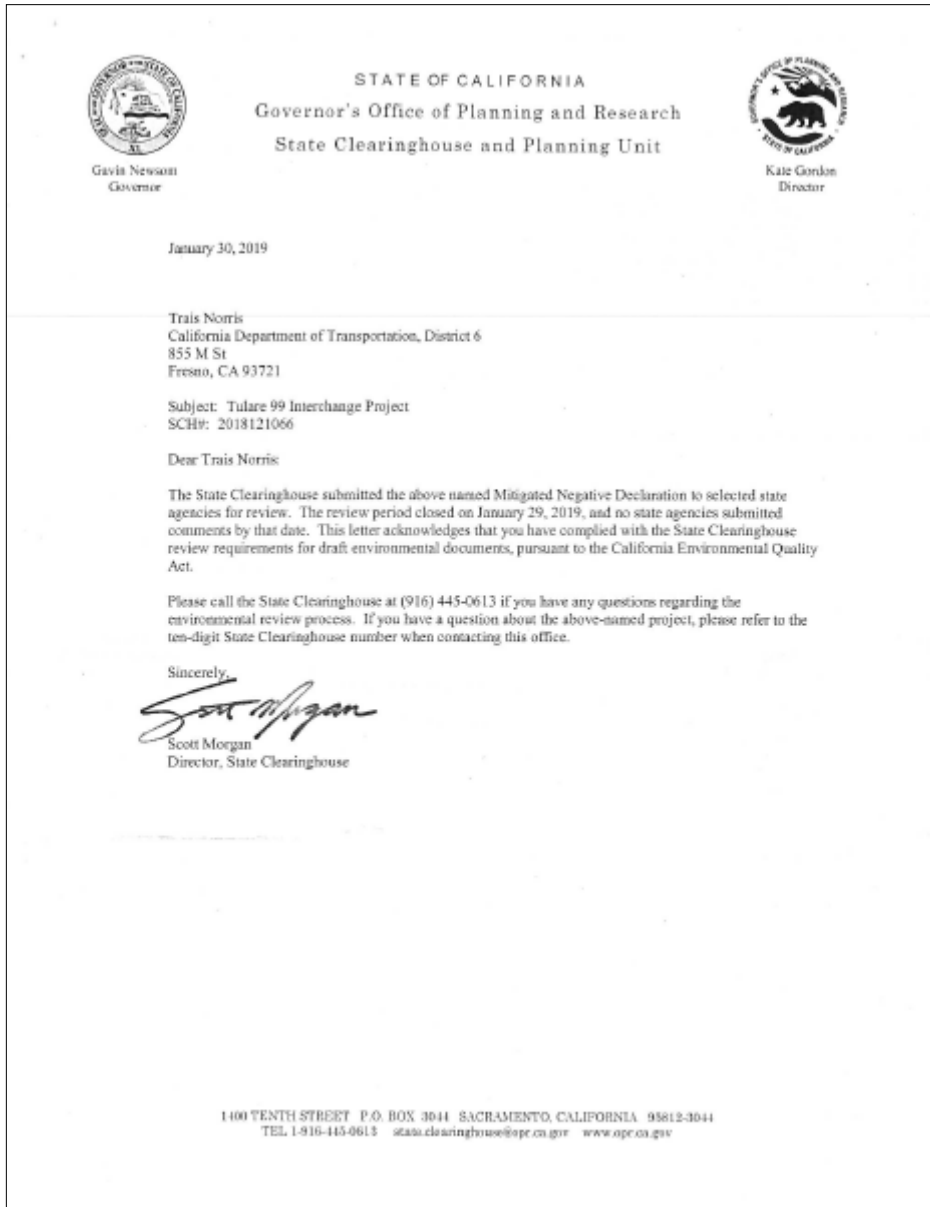 STATE OF CALIFORNIA
Governor's Office of Planning and Research
State Clearinghouse and Planning Unit
Gavin Newsom
Governor
Kate Gordon
Director
January 30, 2019
Trais Norris
California Department of Transportation, District 6
855 M St
Fresno, CA 93721
Subject: Tulare 99 Interchange Project
SCH#: 2018121066
Dear Trais Norris:
The State Clearinghouse submitted the above named Mitigated Negative Declaration to selected state
agencies for review. The review period closed on January 29, 2019, and no state agencies submitted
comments by that date. This letter acknowledges that you have complied with the State Clearinghouse
review requirements for draft environmental documents, pursuant to the California Environmental Quality
Act.
Please call the State Clearinghouse at (916) 445-0613 if you have any questions regarding the
environmental review process. If you have a question about the above-named project, please refer to the
ten-digit State Clearinghouse number when contacting this office.
Sincerely,
Scott Morgan
Scott Morgan
Director, State Clearinghouse
1400 TENTH STREET P.O. BOX 3044 SACRAMENTO, CALIFORNIA 95812-3044
TEL 1-916-445-0613 state.clearinghouse@opr.ca.gov www.opr.ca.gov